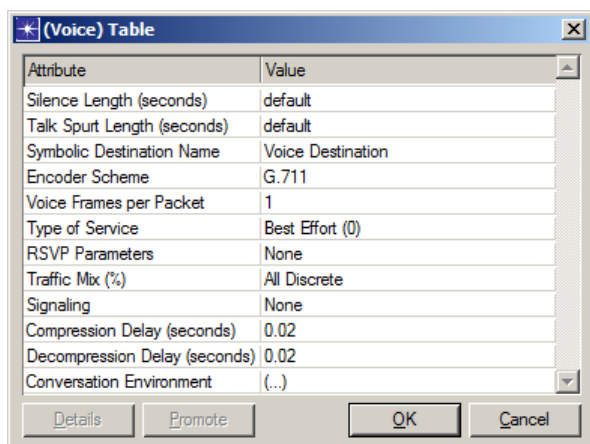 (Voice) Table
Attribute Value
Silence Length (seconds) default
Talk Spurt Length (seconds) default
Symbolic Destination Name Voice Destination
Encoder Scheme G.711
Voice Frames per Packet 1
Type of Service Best Effort (0)
RSVP Parameters None
Traffic Mix (%) All Discrete
Signaling None
Compression Delay (seconds) 0.02
Decompression Delay (seconds) 0.02
Conversation Environment (...)
Details Promote OK Cancel